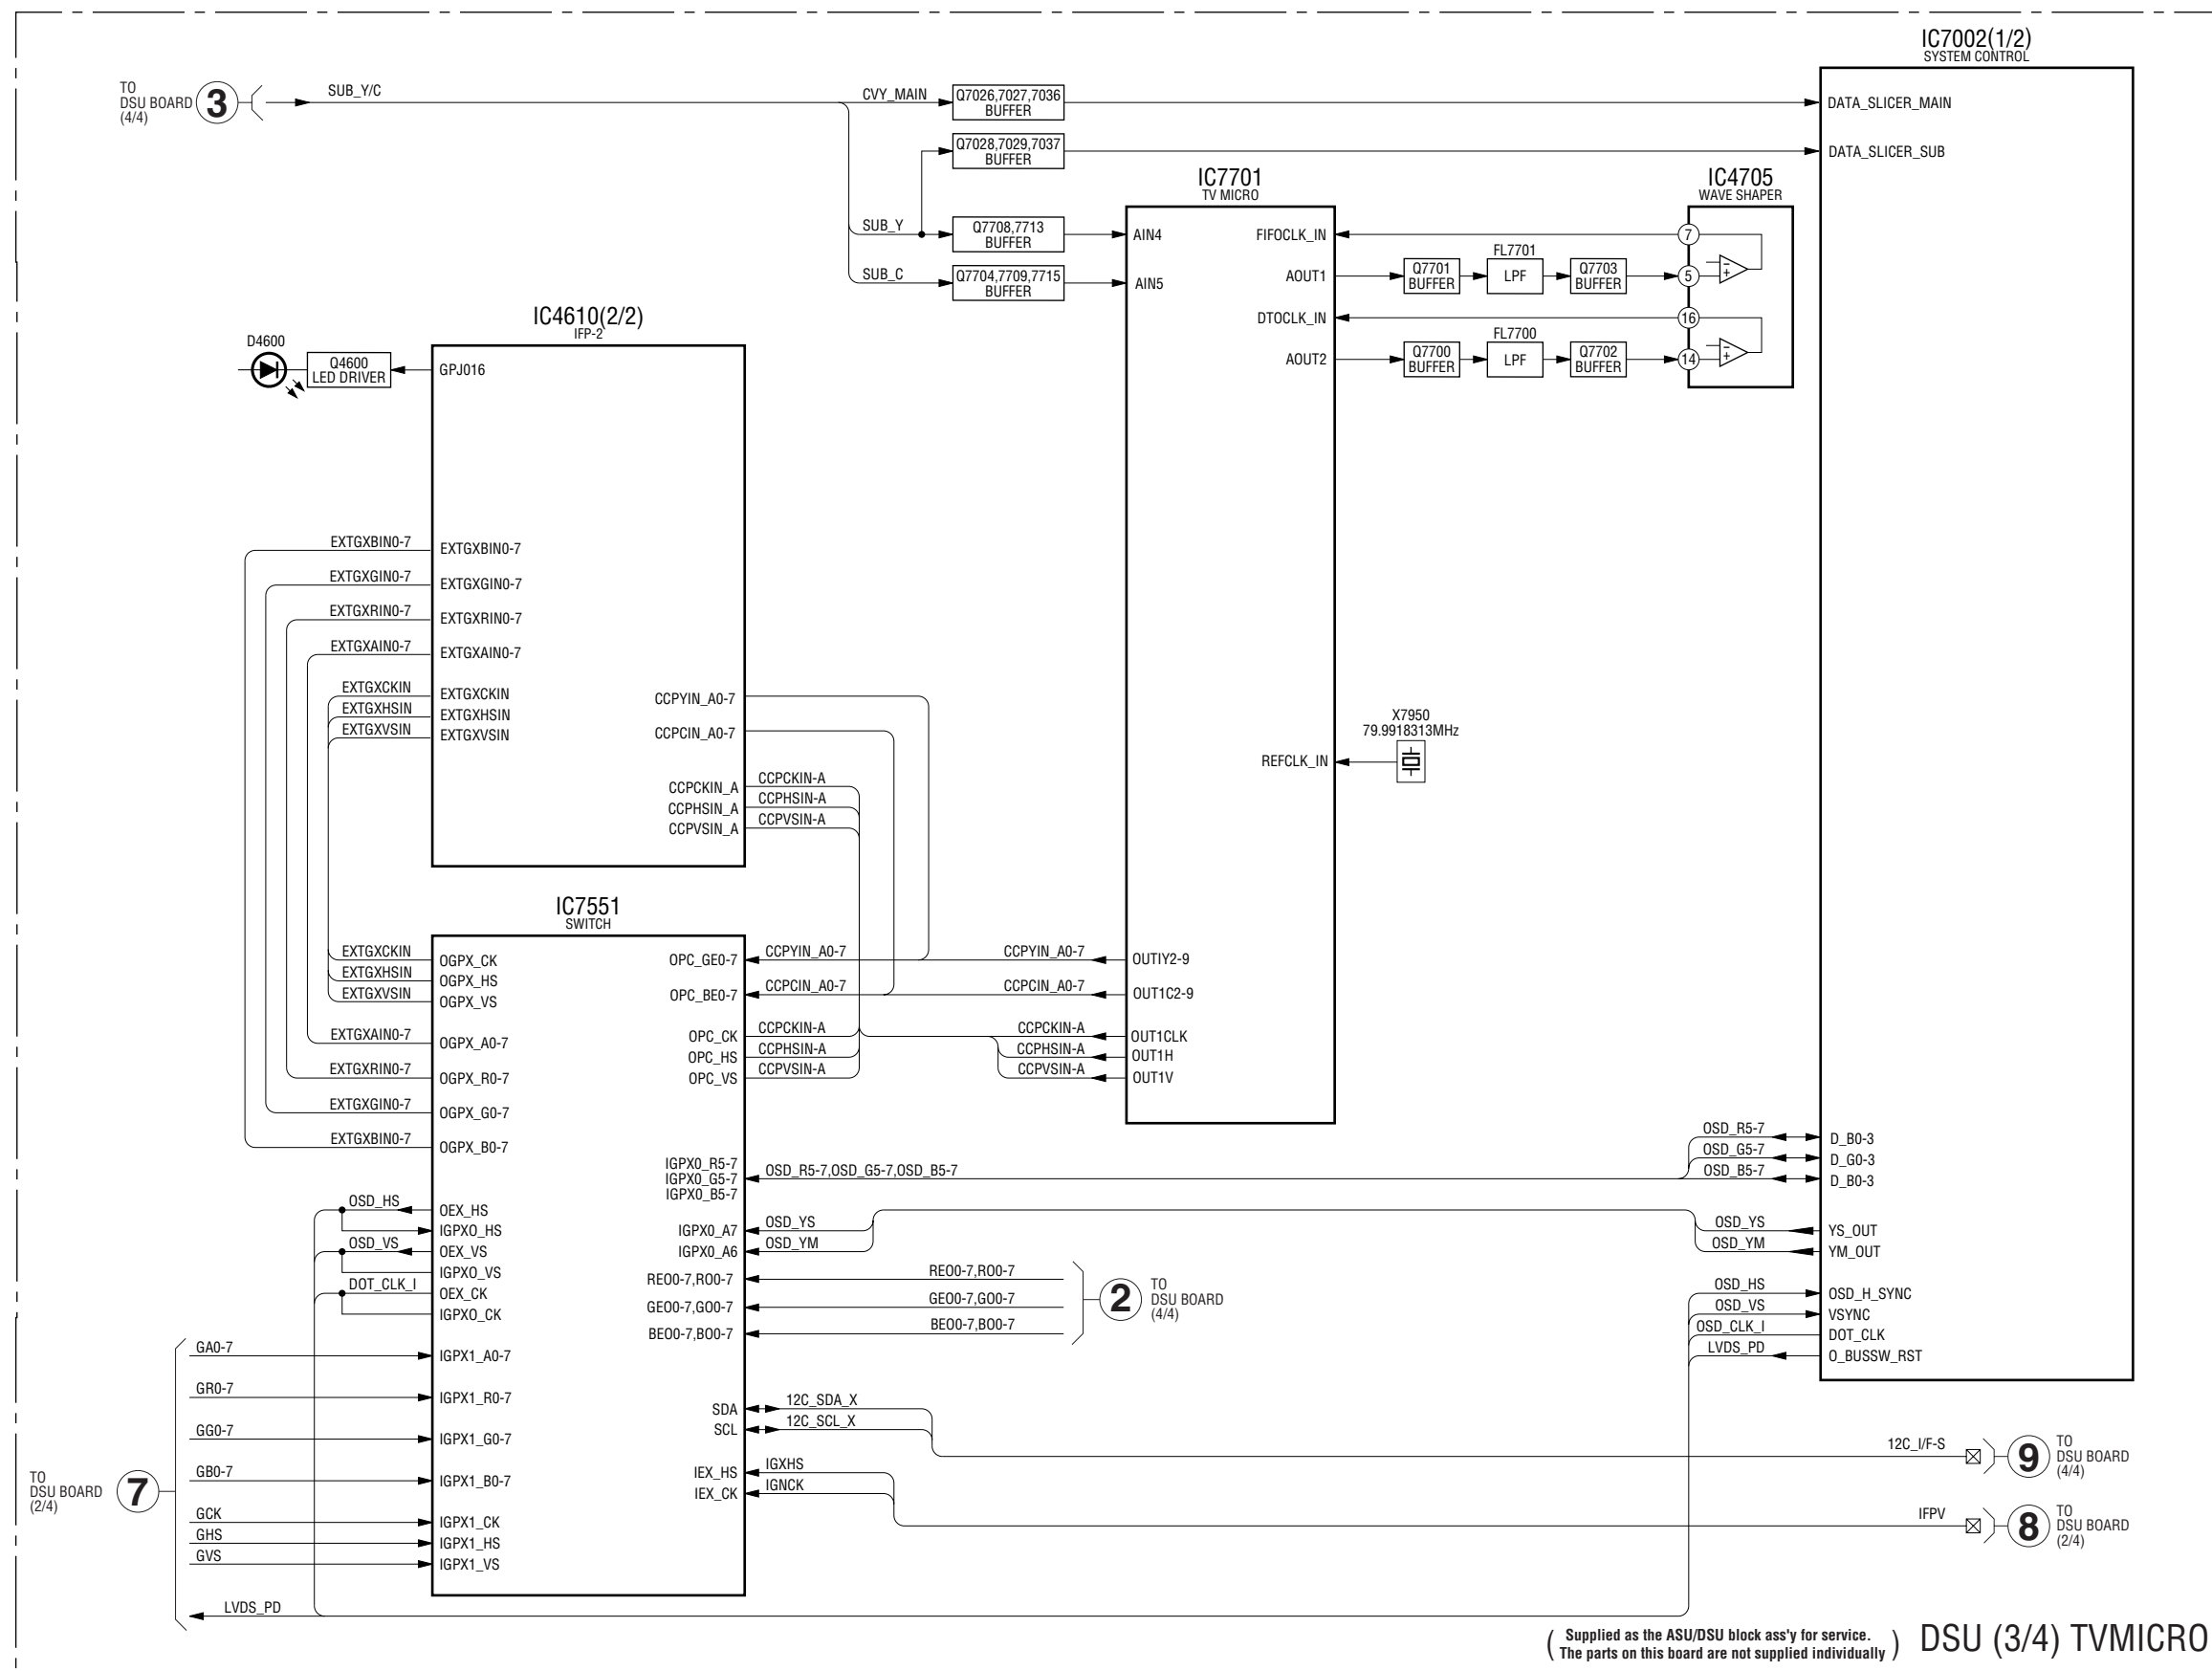 IC7002(1/2)
SYSTEM CONTROL
TO
DSU BOARD
(4/4)
3
SUB_Y/C
CVY_MAIN
Q7026,7027,7036
BUFFER
DATA_SLICER_MAIN
Q7028,7029,7037
BUFFER
DATA_SLICER_SUB
IC7701
TV MICRO
IC4705
WAVE SHAPER
SUB_Y
Q7708,7713
BUFFER
AIN4
FIFOCLK_IN
7
SUB_C
Q7704,7709,7715
BUFFER
AIN5
AOUT1
Q7701
BUFFER
FL7701
LPF
Q7703
BUFFER
5
DTOCLK_IN
16
AOUT2
Q7700
BUFFER
FL7700
LPF
Q7702
BUFFER
14
IC4610(2/2)
IFP-2
D4600
Q4600
LED DRIVER
GPJ016
EXTGXBIN0-7
EXTGXBIN0-7
EXTGXGIN0-7
EXTGXGIN0-7
EXTGXRIN0-7
EXTGXRIN0-7
EXTGXAIN0-7
EXTGXAIN0-7
EXTGXCKIN
EXTGXCKIN
EXTGXHSIN
EXTGXHSIN
EXTGXVSIN
EXTGXVSIN
CCPYIN_A0-7
CCPCIN_A0-7
X7950
79.9918313MHz
REFCLK_IN
CCPCKIN_A
CCPCKIN-A
CCPHSIN_A
CCPHSIN-A
CCPVSIN_A
CCPVSIN-A
IC7551
SWITCH
EXTGXCKIN
OGPX_CK
EXTGXHSIN
OGPX_HS
EXTGXVSIN
OGPX_VS
OPC_GE0-7
CCPYIN_A0-7
CCPYIN_A0-7
OUTIY2-9
OPC_BE0-7
CCPCIN_A0-7
CCPCIN_A0-7
OUT1C2-9
EXTGXAIN0-7
OGPX_A0-7
OPC_CK
CCPCKIN-A
CCPCKIN-A
OUT1CLK
OPC_HS
CCPHSIN-A
CCPHSIN-A
OUT1H
OPC_VS
CCPVSIN-A
CCPVSIN-A
OUT1V
EXTGXRIN0-7
OGPX_R0-7
EXTGXGIN0-7
OGPX_G0-7
EXTGXBIN0-7
OGPX_B0-7
IGPX0_R5-7
IGPX0_G5-7
IGPX0_B5-7
OSD_R5-7,OSD_G5-7,OSD_B5-7
OSD_R5-7
D_B0-3
OSD_G5-7
D_G0-3
OSD_B5-7
D_B0-3
OSD_HS
OEX_HS
IGPXO_HS
OSD_VS
OEX_VS
IGPXO_VS
DOT_CLK_I
OEX_CK
IGPXO_CK
IGPX0_A7
OSD_YS
OSD_YS
YS_OUT
IGPX0_A6
OSD_YM
OSD_YM
YM_OUT
REO0-7,RO0-7
REO0-7,RO0-7
GEO0-7,GO0-7
GEO0-7,GO0-7
BEO0-7,BO0-7
BEO0-7,BO0-7
2
TO
DSU BOARD
(4/4)
OSD_HS
OSD_H_SYNC
OSD_VS
VSYNC
OSD_CLK_I
DOT_CLK
LVDS_PD
O_BUSSW_RST
TO
DSU BOARD
(2/4)
7
GA0-7
IGPX1_A0-7
GR0-7
IGPX1_R0-7
GG0-7
IGPX1_G0-7
GB0-7
IGPX1_B0-7
GCK
IGPX1_CK
GHS
IGPX1_HS
GVS
IGPX1_VS
LVDS_PD
SDA
12C_SDA_X
SCL
12C_SCL_X
12C_I/F-S
9
TO
DSU BOARD
(4/4)
IEX_HS
IGXHS
IEX_CK
IGNCK
IFPV
8
TO
DSU BOARD
(2/4)
( Supplied as the ASU/DSU block ass'y for service.
The parts on this board are not supplied individually )
DSU (3/4) TVMICRO